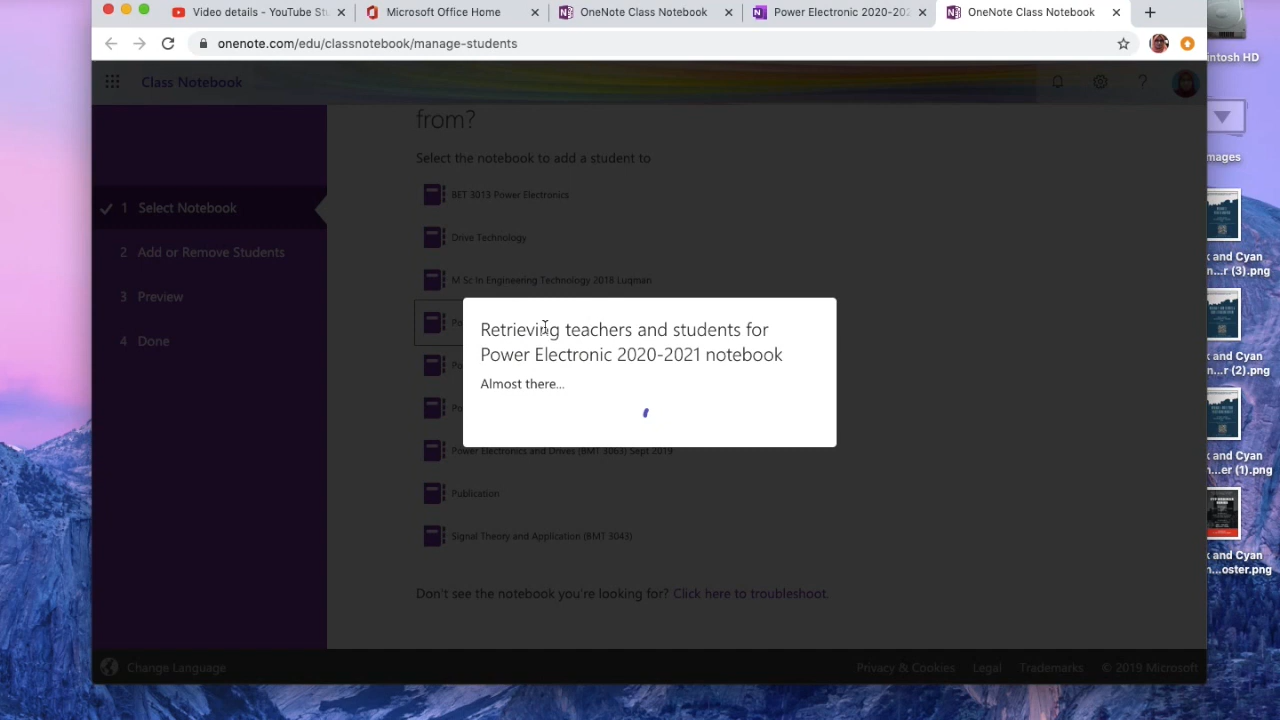 Video details - YouTube Stu
Microsoft Office Home
OneNote Class Notebook
Power Electronic 2020-202
OneNote Class Notebook
onenote.com/edu/classnotebook/manage-students
Class Notebook
from?
Select the notebook to add a student to
BET 3013 Power Electronics
Drive Technology
M Sc In Engineering Technology 2018 Luqman
Po
Po
Po
Power Electronics and Drives (BMT 3063) Sept 2019
Publication
Signal Theory and Application (BMT 3043)
Don't see the notebook you're looking for? Click here to troubleshoot.
1 Select Notebook
2 Add or Remove Students
3 Preview
4 Done
Retrieving teachers and students for
Power Electronic 2020-2021 notebook
Almost there...
Change Language
Privacy & Cookies Legal Trademarks © 2019 Microsoft
intosh HD
mages
k and Cyan
n...r (3).png
k and Cyan
n...r (2).png
k and Cyan
n...er (1).png
k and Cyan
n...oster.png